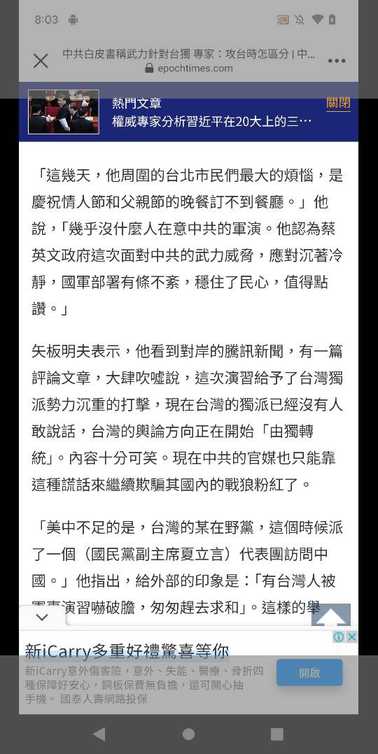 8:03
中共白皮書稱武力針對台獨 專家：攻台時怎區分 | 中...
epochtimes.com
熱門文章
關閉
權威專家分析習近平在20大上的三…
「這幾天，他周圍的台北市民們最大的煩惱，是
慶祝情人節和父親節的晚餐訂不到餐廳。」他
說，「幾乎沒什麼人在意中共的軍演。他認為蔡
英文政府這次面對中共的武力威脅，應對沉著冷
靜，國軍部署有條不紊，穩住了民心，值得點
讚。」
矢板明夫表示，他看到對岸的騰訊新聞，有一篇
評論文章，大肆吹噓說，這次演習給予了台灣獨
派勢力沉重的打擊，現在台灣的獨派已經沒有人
敢說話，台灣的輿論方向正在開始「由獨轉
統」。內容十分可笑。現在中共的官媒也只能靠
這種謊話來繼續欺騙其國內的戰狼粉紅了。
「美中不足的是，台灣的某在野黨，這個時候派
了一個（國民黨副主席夏立言）代表團訪問中
國。」他指出，給外部的印象是：「有台灣人被
軍事演習嚇破膽，匆匆趕去求和」。這樣的舉
新iCarry多重好禮驚喜等你
新iCarry意外傷害險，意外、失能、醫療、骨折四
種保障好安心，銅板保費無負擔，還可開心抽
手機。 國泰人壽網路投保
開啟